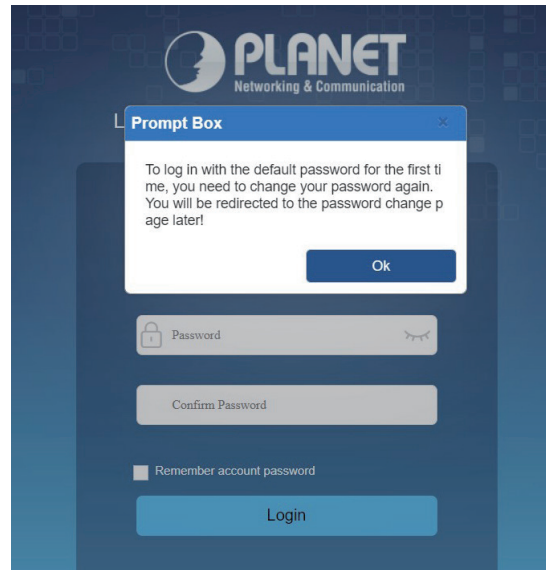 PLANET
Networking & Communication
L
Prompt Box ×
To log in with the default password for the first ti
me, you need to change your password again.
You will be redirected to the password change p
age later!
Ok
Password
Confirm Password
Remember account password
Login